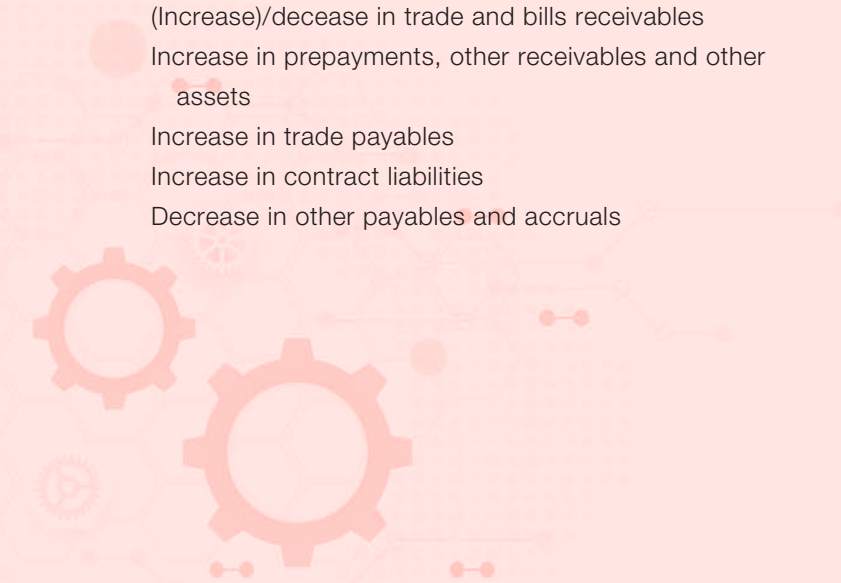 (Increase)/decease in trade and bills receivables
Increase in prepayments, other receivables and other
assets
Increase in trade payables
Increase in contract liabilities
Decrease in other payables and accruals